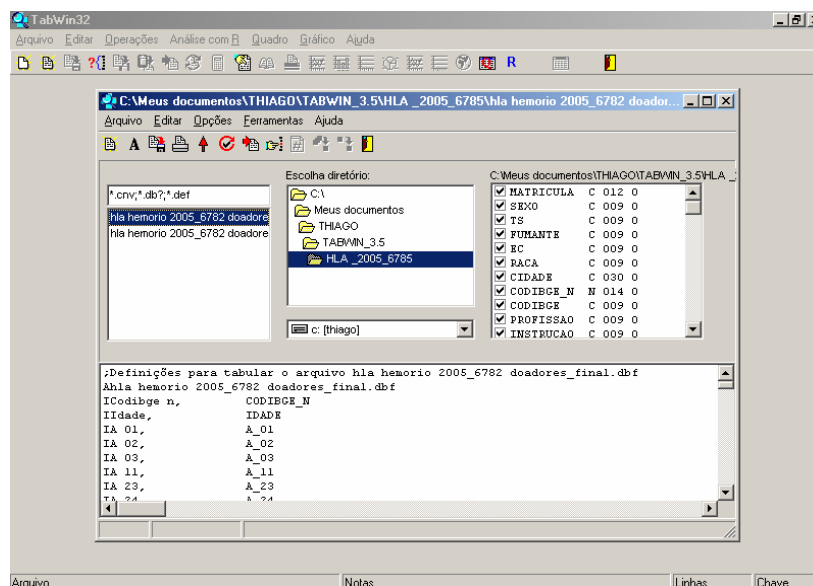 TabWin32
Arquivo Editar Operações Análise com R Quadro Gráfico Ajuda
R
C:\Meus documentos\THIAGO\TABWIN_3.5\HLA _2005_6785\hla hemorio 2005_6782 doador...
Arquivo Editar Opções Ferramentas Ajuda
A
Escolha diretório:
C:\Meus documentos\THIAGO\TABWIN_3.5\HLA _
*.cnv;*.db?;*.def
hla hemorio 2005_6782 doadore
hla hemorio 2005_6782 doadore
C:\
Meus documentos
THIAGO
TABWIN_3.5
HLA _2005_6785
c: [thiago]
MATRICULA C 012 0
SEXO C 009 0
TS C 009 0
FUMANTE C 009 0
EC C 009 0
RACA C 009 0
CIDADE C 030 0
CODIBGE_N N 014 0
CODIBGE C 009 0
PROFISSAO C 009 0
INSTRUCAO C 009 0
;Definições para tabular o arquivo hla hemorio 2005_6782 doadores_final.dbf
Ahla hemorio 2005_6782 doadores_final.dbf
ICodibge n, CODIBGE_N
IIdade, IDADE
IA 01, A_01
IA 02, A_02
IA 03, A_03
IA 11, A_11
IA 23, A_23
IA 24, A_24
Arquivo Notas Linhas Chave